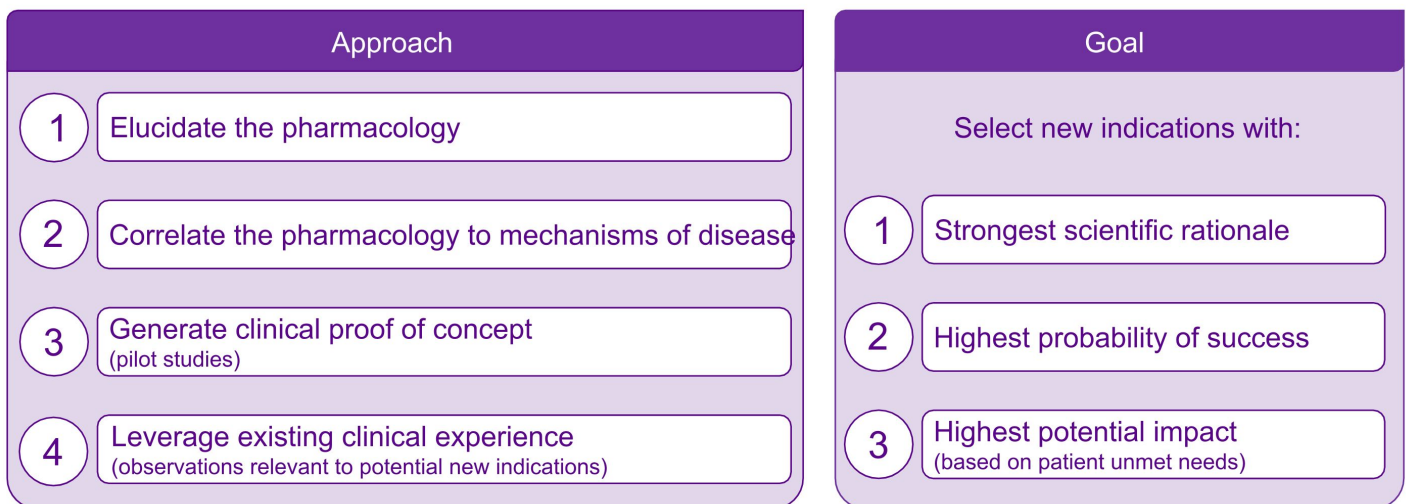 Approach
1
Elucidate the pharmacology
2
Correlate the pharmacology to mechanisms of disease
3
Generate clinical proof of concept
(pilot studies)
4
Leverage existing clinical experience
(observations relevant to potential new indications)
Goal
Select new indications with:
1
Strongest scientific rationale
2
Highest probability of success
3
Highest potential impact
(based on patient unmet needs)